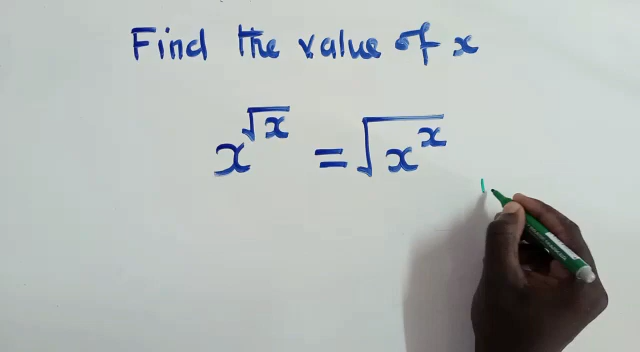 Find the value of x
x^√x = √(x^x)